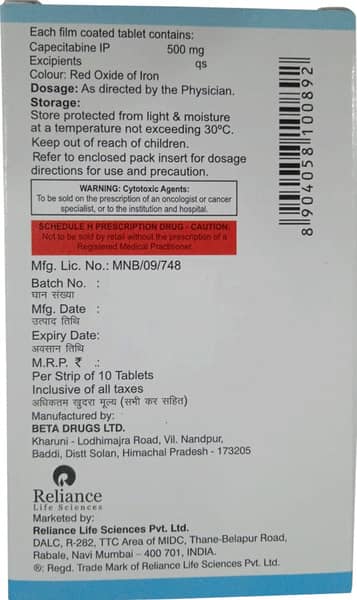 Each film coated tablet contains:
Capecitabine IP 500 mg
Excipients qs
Colour: Red Oxide of Iron
Dosage: As directed by the Physician.
Storage:
Store protected from light & moisture
at a temperature not exceeding 30ºC.
Keep out of reach of children.
Refer to enclosed pack insert for dosage
directions for use and precaution.
WARNING: Cytotoxic Agents:
To be sold on the prescription of an oncologist or cancer
specialist, or to the institution and hospital.
SCHEDULE H PRESCRIPTION DRUG - CAUTION:
Not to be sold by retail without the prescription of a
Registered Medical Practitioner.
Mfg. Lic. No.: MNB/09/748
Batch No. :
घान संख्या
Mfg. Date :
उत्पाद तिथि
Expiry Date:
अवसान तिथि
M.R.P. ₹ .:
Per Strip of 10 Tablets
Inclusive of all taxes
अधिकतम खुदरा मूल्य (सभी कर सहित)
Manufactured by:
BETA DRUGS LTD.
Kharuni - Lodhimajra Road, Vil. Nandpur,
Baddi, Distt Solan, Himachal Pradesh - 173205
Reliance
Life Sciences
Marketed by:
Reliance Life Sciences Pvt. Ltd.
DALC, R-282, TTC Area of MIDC, Thane-Belapur Road,
Rabale, Navi Mumbai – 400 701, INDIA.
®: Regd. Trade Mark of Reliance Life Sciences Pvt. Ltd.
8904058100892